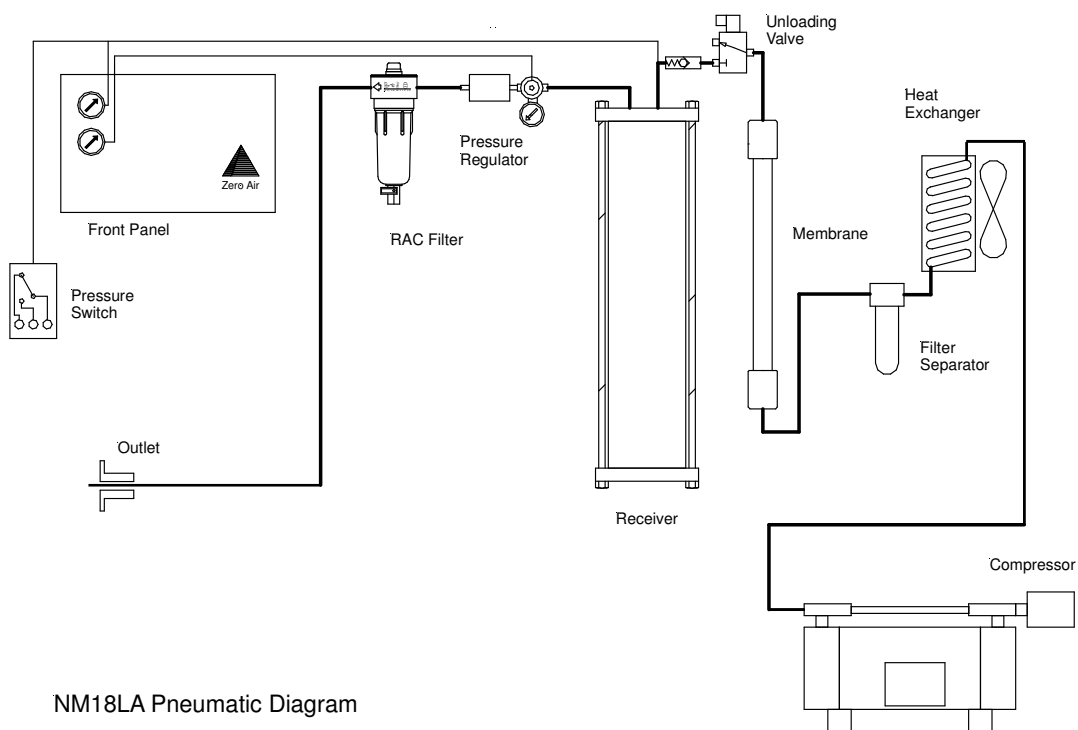 Unloading
Valve
Heat
Exchanger
Pressure
Regulator
Zero Air
Front Panel
RAC Filter
Membrane
Pressure
Switch
Filter
Separator
Outlet
Receiver
Compressor
NM18LA Pneumatic Diagram